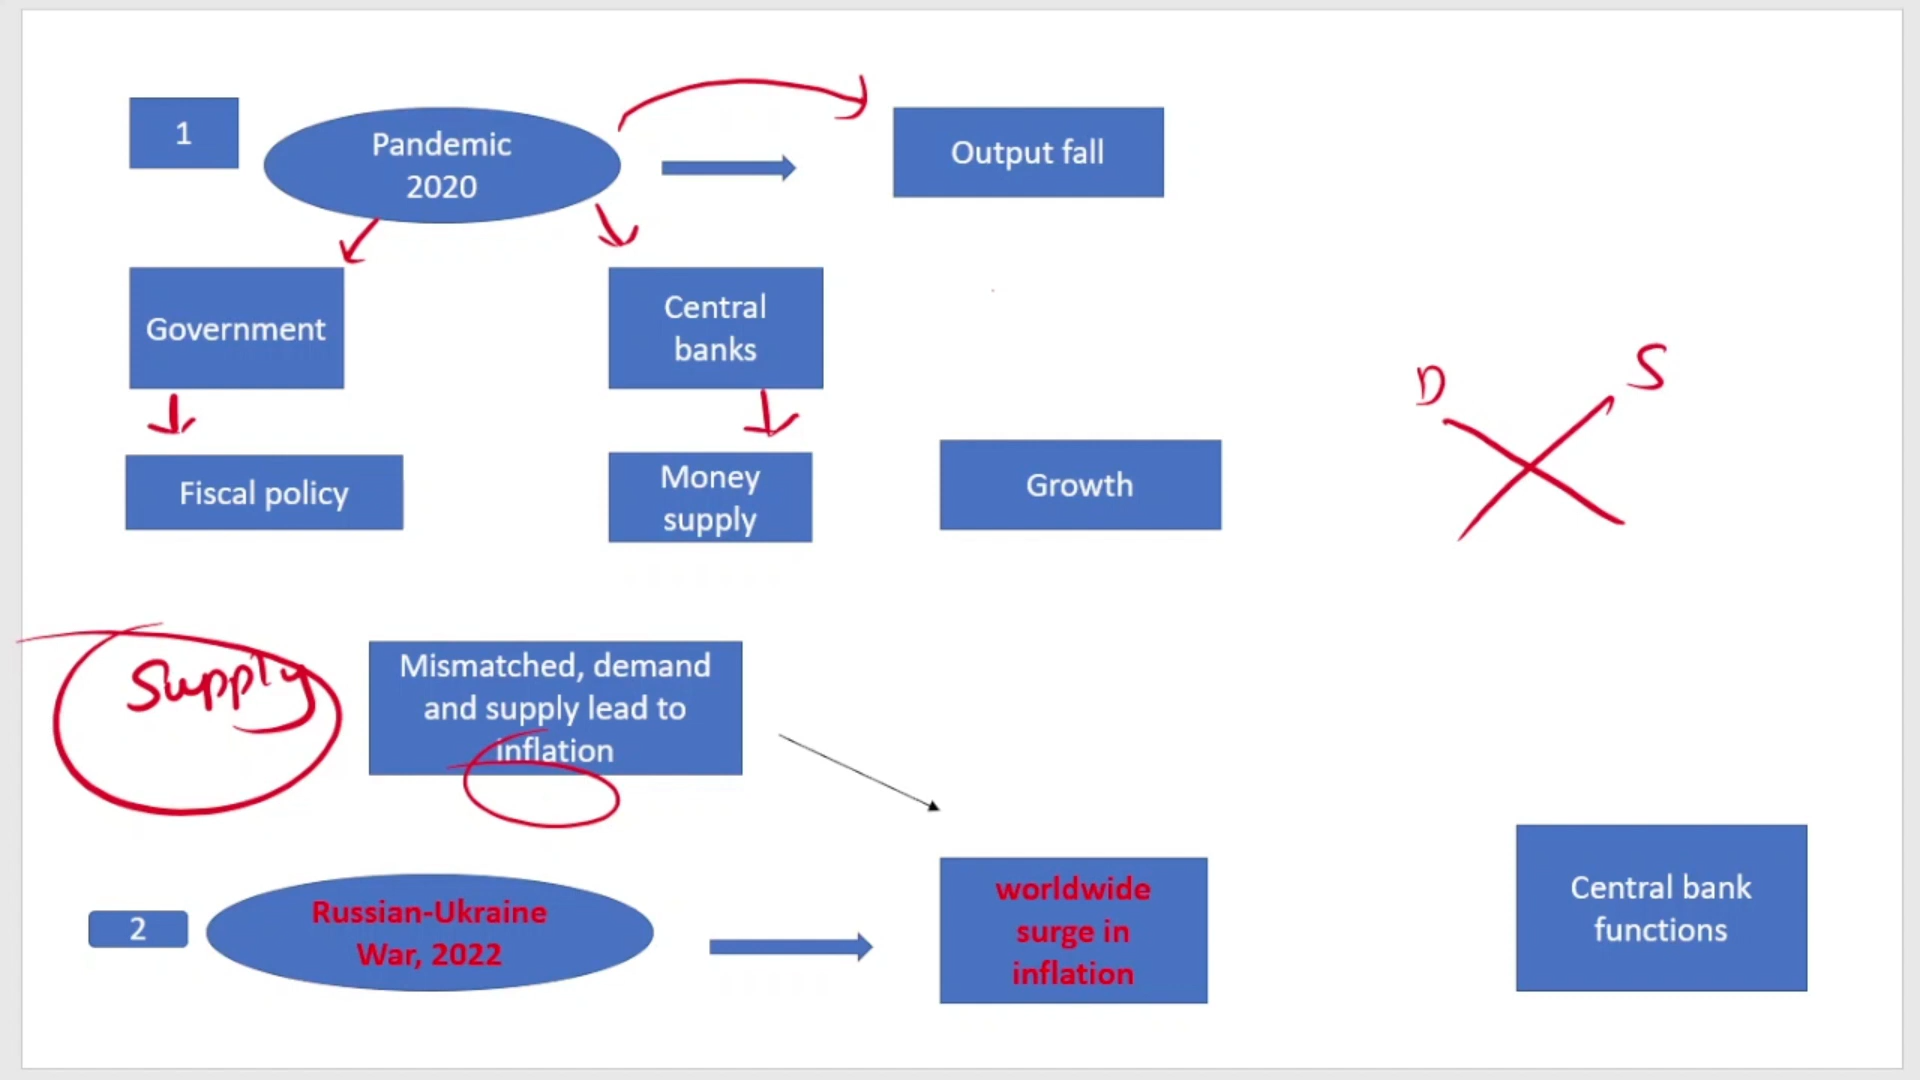 1
Pandemic
2020
Output fall
Government
Central
banks
D
S
Fiscal policy
Money
supply
Growth
Supply
Mismatched, demand
and supply lead to
inflation
2
Russian-Ukraine
War, 2022
worldwide
surge in
inflation
Central bank
functions